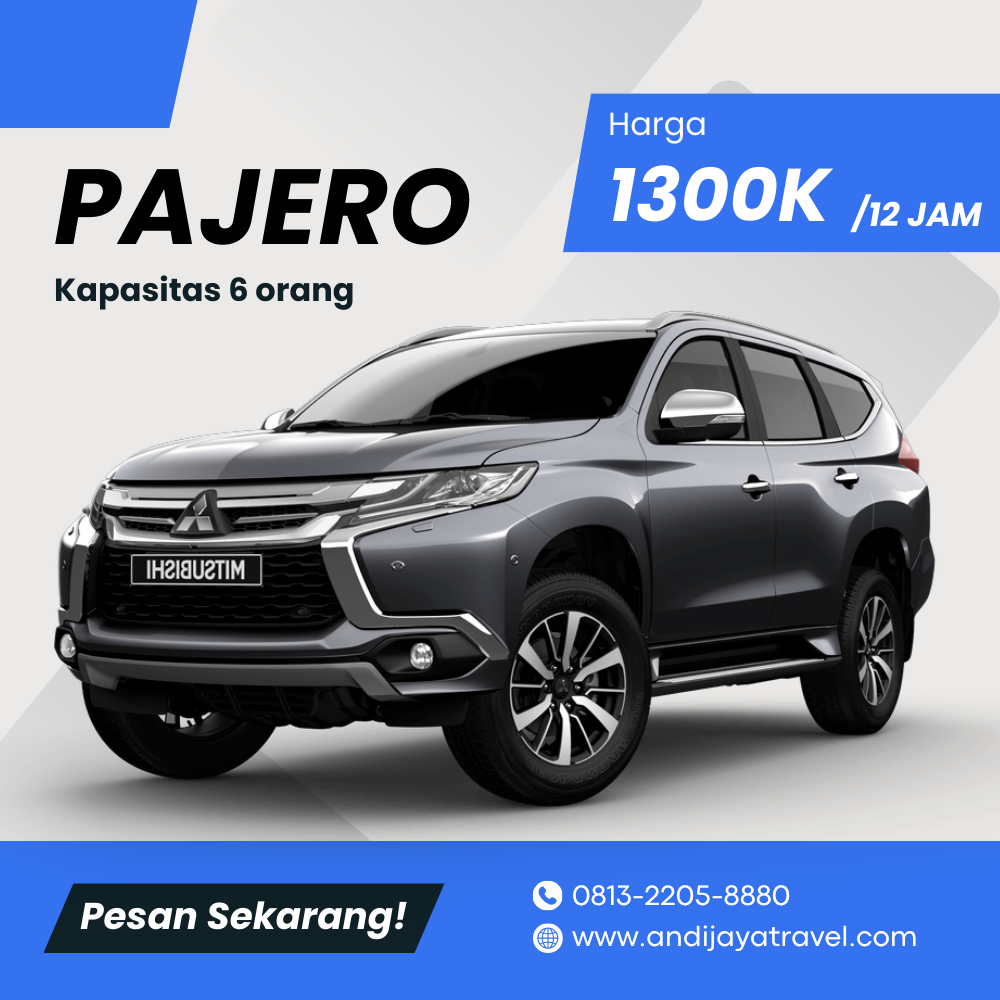 Harga
1300K /12 JAM
PAJERO
Kapasitas 6 orang
MITSUBISHI
Pesan Sekarang!
0813-2205-8880
www.andijayatravel.com